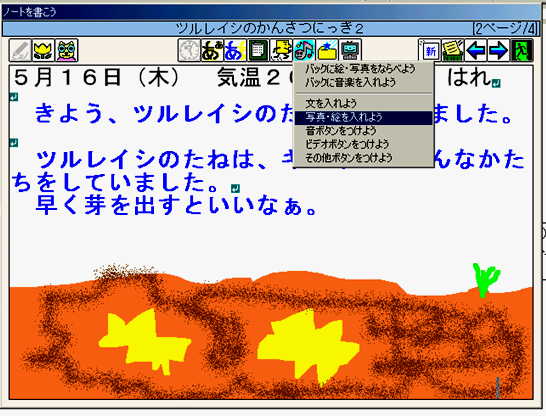 ノートを書こう
ツルレイシのかんさつにっき2 [2ページ/4]
新
5月16日(木) 気温2 はれ
きよう、ツルレイシのた ました。
ツルレイシのたねは、 んなかた
ちをしていました。
早く芽を出すといいなぁ。
バックに絵・写真をならべよう
バックに音楽を入れよう
文を入れよう
写真・絵を入れよう
音ボタンをつけよう
ビデオボタンをつけよう
その他ボタンをつけよう